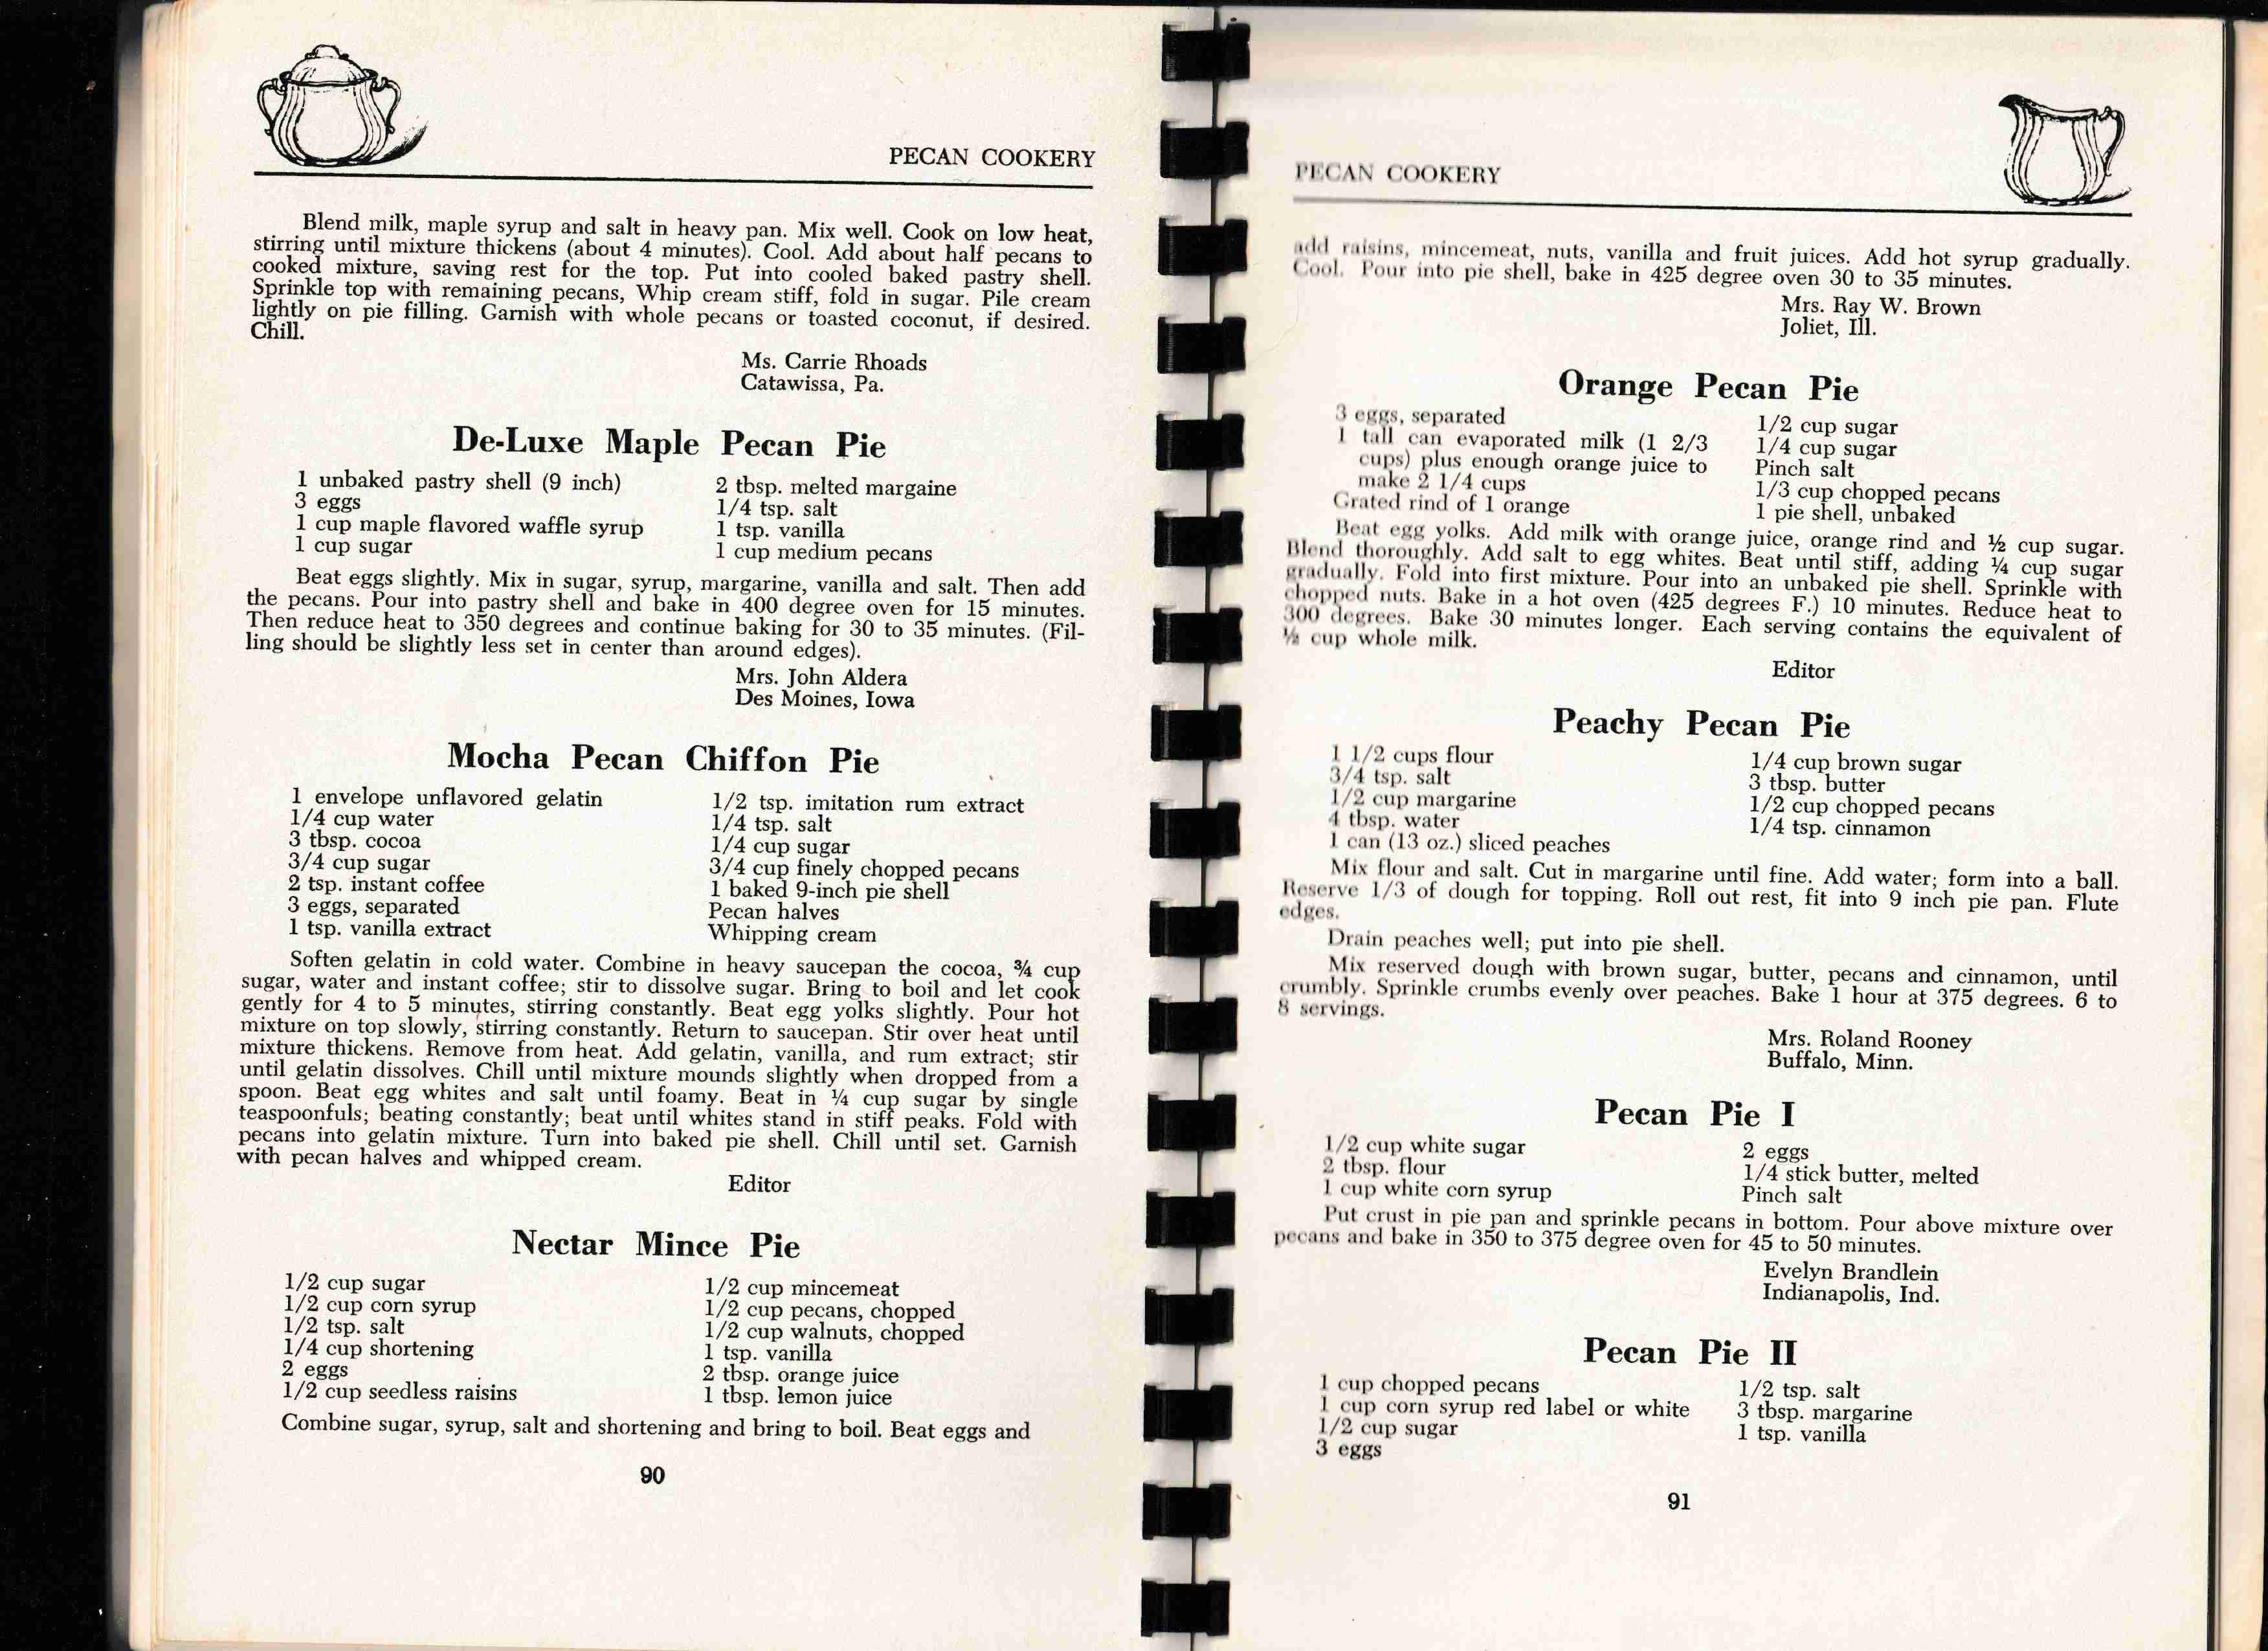 PECAN COOKERY
Blend milk, maple syrup and salt in heavy pan. Mix well. Cook on low heat,
stirring until mixture thickens (about 4 minutes). Cool. Add about half pecans to
cooked mixture, saving rest for the top. Put into cooled baked pastry shell.
Sprinkle top with remaining pecans, Whip cream stiff, fold in sugar. Pile cream
lightly on pie filling. Garnish with whole pecans or toasted coconut, if desired.
Chill.
Ms. Carrie Rhoads
Catawissa, Pa.
De-Luxe Maple Pecan Pie
1 unbaked pastry shell (9 inch)
3 eggs
1 cup maple flavored waffle syrup
1 cup sugar
2 tbsp. melted margaine
1/4 tsp. salt
1 tsp. vanilla
1 cup medium pecans
Beat eggs slightly. Mix in sugar, syrup, margarine, vanilla and salt. Then add
the pecans. Pour into pastry shell and bake in 400 degree oven for 15 minutes.
Then reduce heat to 350 degrees and continue baking for 30 to 35 minutes. (Fil-
ling should be slightly less set in center than around edges).
Mrs. John Aldera
Des Moines, Iowa
Mocha Pecan Chiffon Pie
1 envelope unflavored gelatin
1/4 cup water
3 tbsp. cocoa
3/4 cup sugar
2 tsp. instant coffee
3 eggs, separated
1 tsp. vanilla extract
1/2 tsp. imitation rum extract
1/4 tsp. salt
1/4 cup sugar
3/4 cup finely chopped pecans
1 baked 9-inch pie shell
Pecan halves
Whipping cream
Soften gelatin in cold water. Combine in heavy saucepan the cocoa, ¾ cup
sugar, water and instant coffee; stir to dissolve sugar. Bring to boil and let cook
gently for 4 to 5 minutes, stirring constantly. Beat egg yolks slightly. Pour hot
mixture on top slowly, stirring constantly. Return to saucepan. Stir over heat until
mixture thickens. Remove from heat. Add gelatin, vanilla, and rum extract; stir
until gelatin dissolves. Chill until mixture mounds slightly when dropped from a
spoon. Beat egg whites and salt until foamy. Beat in ¼ cup sugar by single
teaspoonfuls; beating constantly; beat until whites stand in stiff peaks. Fold with
pecans into gelatin mixture. Turn into baked pie shell. Chill until set. Garnish
with pecan halves and whipped cream.
Editor
Nectar Mince Pie
1/2 cup sugar
1/2 cup corn syrup
1/2 tsp. salt
1/4 cup shortening
2 eggs
1/2 cup seedless raisins
1/2 cup mincemeat
1/2 cup pecans, chopped
1/2 cup walnuts, chopped
1 tsp. vanilla
2 tbsp. orange juice
1 tbsp. lemon juice
Combine sugar, syrup, salt and shortening and bring to boil. Beat eggs and
90
PECAN COOKERY
add raisins, mincemeat, nuts, vanilla and fruit juices. Add hot syrup gradually.
Cool. Pour into pie shell, bake in 425 degree oven 30 to 35 minutes.
Mrs. Ray W. Brown
Joliet, Ill.
Orange Pecan Pie
3 eggs, separated
1 tall can evaporated milk (1 2/3
cups) plus enough orange juice to
make 2 1/4 cups
Grated rind of 1 orange
1/2 cup sugar
1/4 cup sugar
Pinch salt
1/3 cup chopped pecans
1 pie shell, unbaked
Beat egg yolks. Add milk with orange juice, orange rind and ½ cup sugar.
Blend thoroughly. Add salt to egg whites. Beat until stiff, adding ¼ cup sugar
gradually. Fold into first mixture. Pour into an unbaked pie shell. Sprinkle with
chopped nuts. Bake in a hot oven (425 degrees F.) 10 minutes. Reduce heat to
300 degrees. Bake 30 minutes longer. Each serving contains the equivalent of
½ cup whole milk.
Editor
Peachy Pecan Pie
1 1/2 cups flour
3/4 tsp. salt
1/2 cup margarine
4 tbsp. water
1 can (13 oz.) sliced peaches
1/4 cup brown sugar
3 tbsp. butter
1/2 cup chopped pecans
1/4 tsp. cinnamon
Mix flour and salt. Cut in margarine until fine. Add water; form into a ball.
Reserve 1/3 of dough for topping. Roll out rest, fit into 9 inch pie pan. Flute
edges.
Drain peaches well; put into pie shell.
Mix reserved dough with brown sugar, butter, pecans and cinnamon, until
crumbly. Sprinkle crumbs evenly over peaches. Bake 1 hour at 375 degrees. 6 to
8 servings.
Mrs. Roland Rooney
Buffalo, Minn.
Pecan Pie I
1/2 cup white sugar
2 tbsp. flour
1 cup white corn syrup
2 eggs
1/4 stick butter, melted
Pinch salt
Put crust in pie pan and sprinkle pecans in bottom. Pour above mixture over
pecans and bake in 350 to 375 degree oven for 45 to 50 minutes.
Evelyn Brandlein
Indianapolis, Ind.
Pecan Pie II
1 cup chopped pecans
1 cup corn syrup red label or white
1/2 cup sugar
3 eggs
1/2 tsp. salt
3 tbsp. margarine
1 tsp. vanilla
91